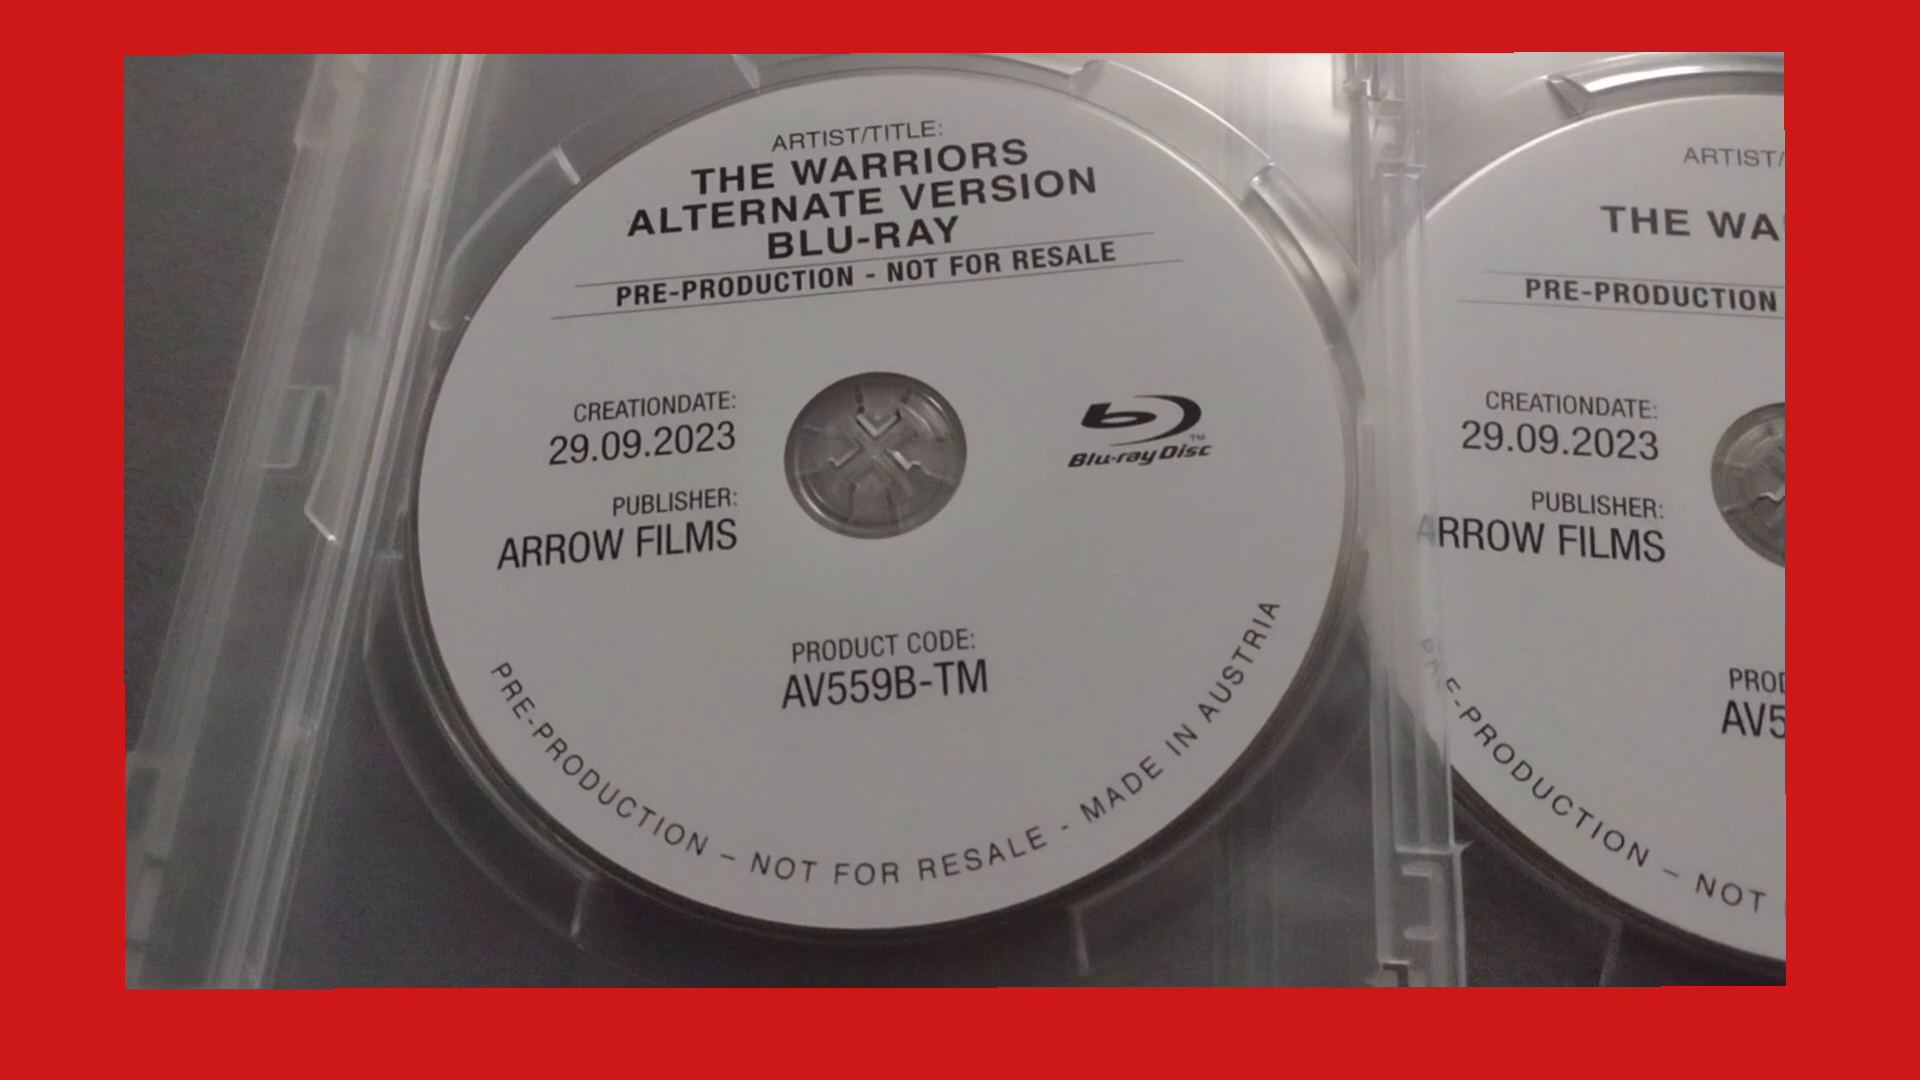 ARTIST/TITLE:
THE WARRIORS
ALTERNATE VERSION
BLU-RAY
PRE-PRODUCTION - NOT FOR RESALE
CREATIONDATE:
29.09.2023
PUBLISHER:
ARROW FILMS
Blu-ray Disc
TM
PRODUCT CODE:
AV559B-TM
PRE-PRODUCTION – NOT FOR RESALE - MADE IN AUSTRIA
ARTIST/
THE WA
PRE-PRODUCTION
CREATIONDATE:
29.09.2023
PUBLISHER:
ARROW FILMS
PROD
AV5
PRE-PRODUCTION – NOT